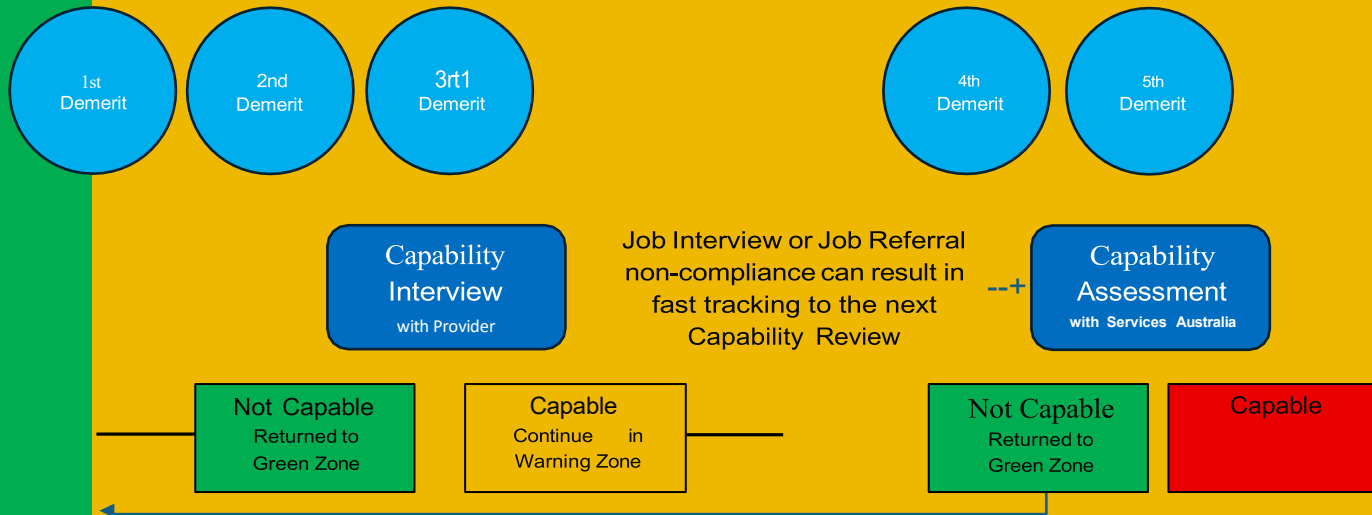 1st
Demerit
2nd
Demerit
3rt1
Demerit
4th
Demerit
5th
Demerit
Capability
Interview
with Provider
Job Interview or Job Referral
non-compliance can result in
fast tracking to the next
Capability Review
--+
Capability
Assessment
with Services Australia
Not Capable
Returned to
Green Zone
Capable
Continue in
Warning Zone
Not Capable
Returned to
Green Zone
Capable